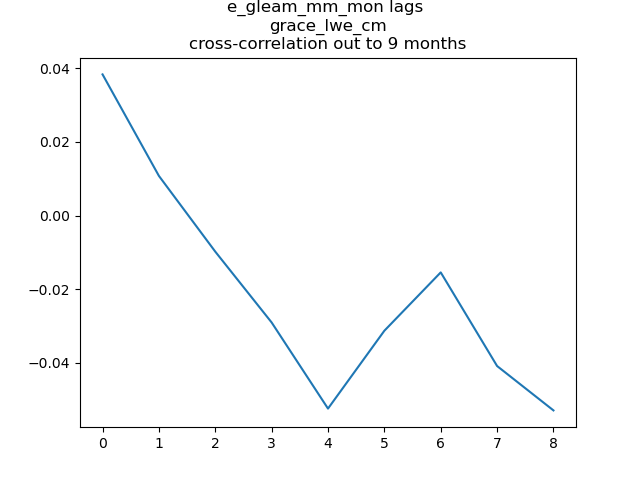 e_gleam_mm_mon lags
grace_lwe_cm
cross-correlation out to 9 months
0.04
0.02
0.00
−0.02
−0.04
0 1 2 3 4 5 6 7 8